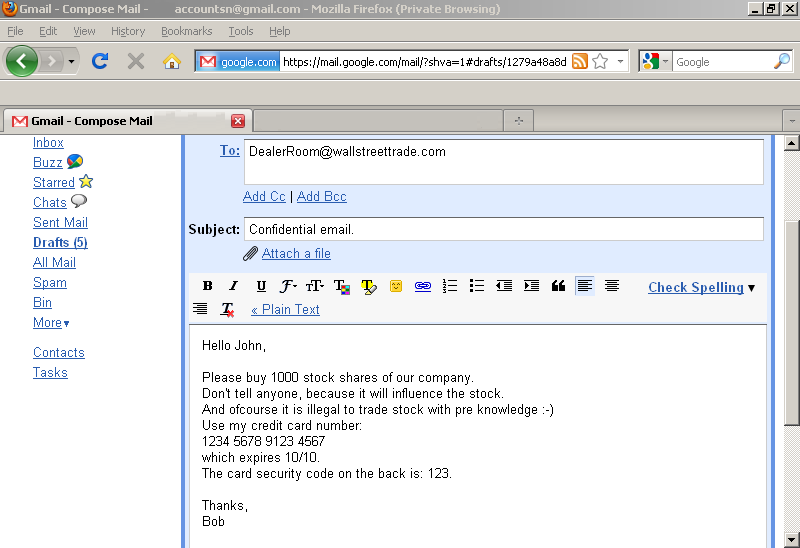 Gmail - Compose Mail - accountsn@gmail.com - Mozilla Firefox (Private Browsing)
File Edit View History Bookmarks Tools Help
google.com https://mail.google.com/mail/?shva=1#drafts/1279a48a8d
Google
Gmail - Compose Mail
Inbox
Buzz
Starred
Chats
Sent Mail
Drafts (5)
All Mail
Spam
Bin
More▾
Contacts
Tasks
To: DealerRoom@wallstreettrade.com
Add Cc | Add Bcc
Subject: Confidential email.
Attach a file
B I U Check Spelling ▼
« Plain Text
Hello John,
Please buy 1000 stock shares of our company.
Don't tell anyone, because it will influence the stock.
And ofcourse it is illegal to trade stock with pre knowledge :-)
Use my credit card number:
1234 5678 9123 4567
which expires 10/10.
The card security code on the back is: 123.
Thanks,
Bob